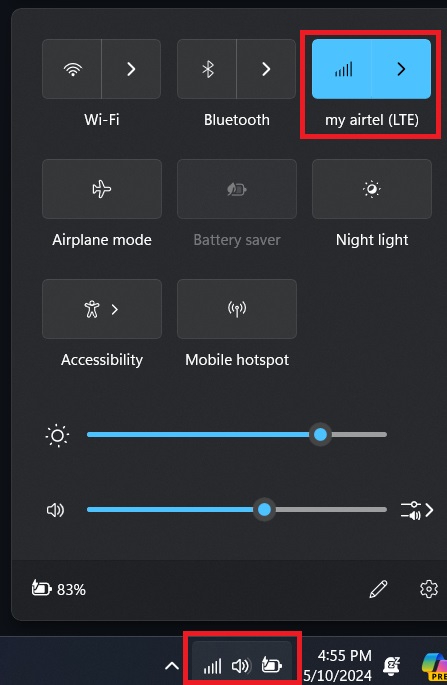 Wi-Fi
Bluetooth
my airtel (LTE)
Airplane mode
Battery saver
Night light
Accessibility
Mobile hotspot
83%
4:55 PM
5/10/2024
PRE